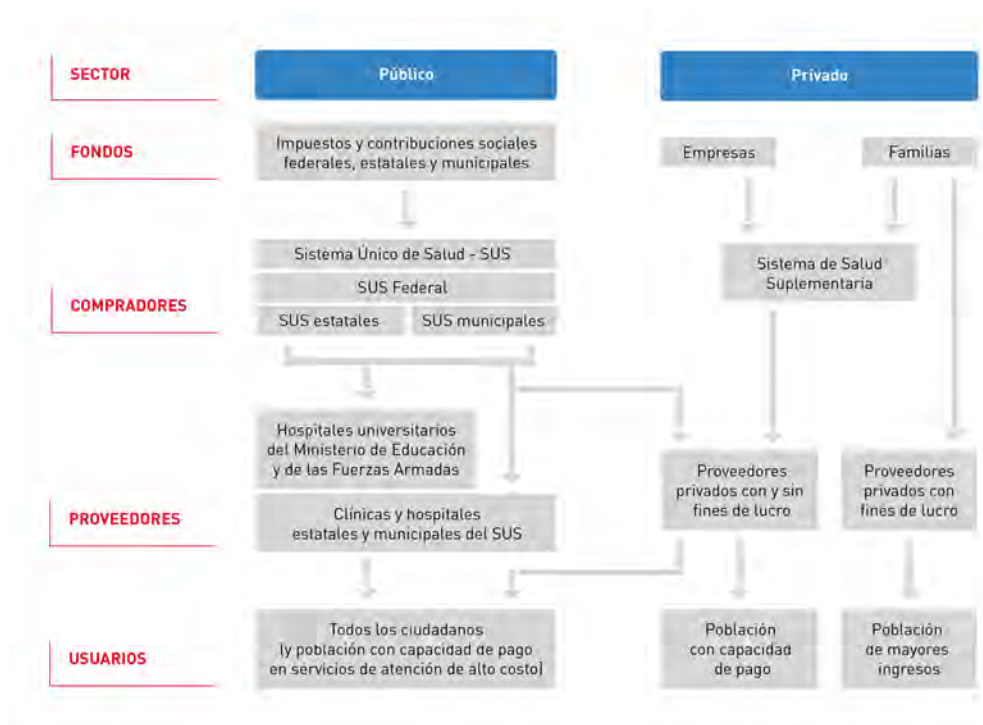 SECTOR
Público
Privado
FONDOS
Impuestos y contribuciones sociales
federales, estatales y municipales
Empresas
Familias
COMPRADORES
Sistema Único de Salud - SUS
SUS Federal
SUS estatales
SUS municipales
Sistema de Salud
Suplementaria
PROVEEDORES
Hospitales universitarios
del Ministerio de Educación
y de las Fuerzas Armadas
Clínicas y hospitales
estatales y municipales del SUS
Proveedores
privados con y sin
fines de lucro
Proveedores
privados con
fines de lucro
USUARIOS
Todos los ciudadanos
(y población con capacidad de pago
en servicios de atención de alto costo)
Población
con capacidad
de pago
Población
de mayores
ingresos